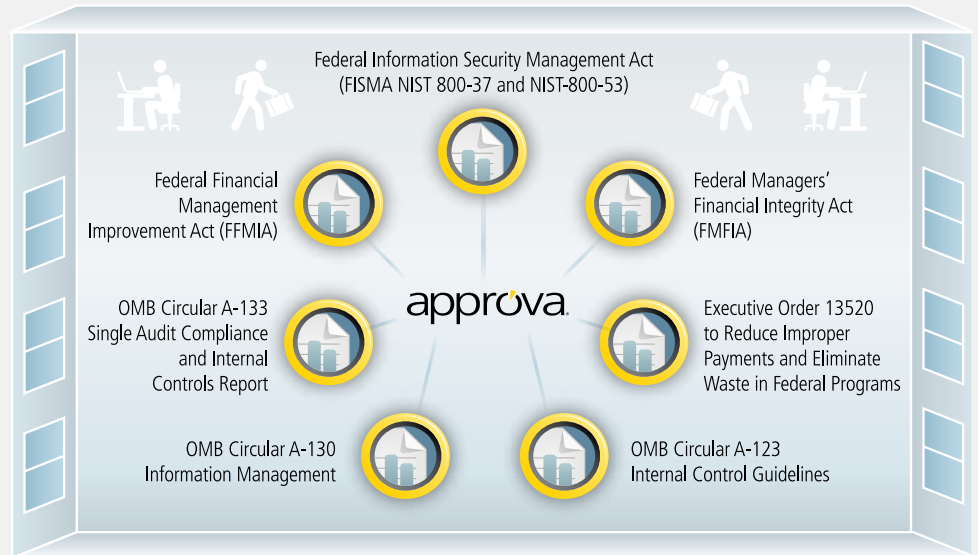 Federal Information Security Management Act
(FISMA NIST 800-37 and NIST-800-53)
Federal Financial
Management
Improvement Act (FFMIA)
Federal Managers’
Financial Integrity Act
(FMFIA)
approva.
OMB Circular A-133
Single Audit Compliance
and Internal
Controls Report
Executive Order 13520
to Reduce Improper
Payments and Eliminate
Waste in Federal Programs
OMB Circular A-130
Information Management
OMB Circular A-123
Internal Control Guidelines